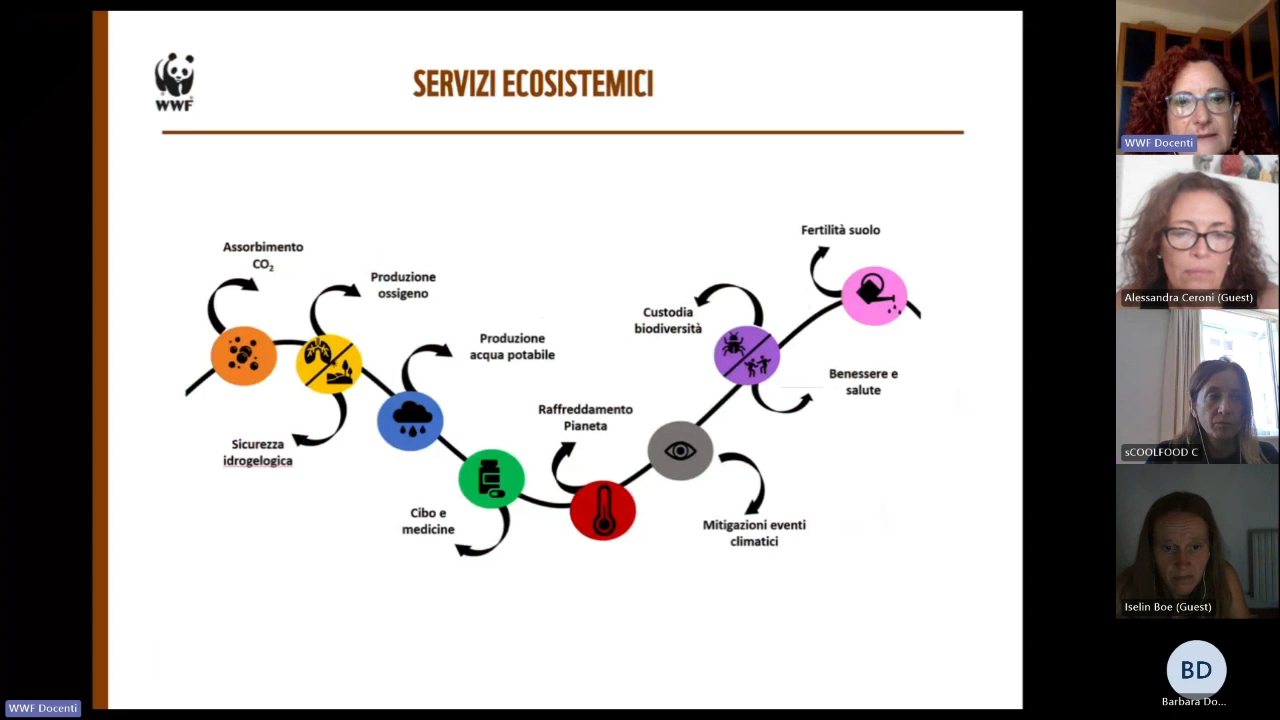 WWF
SERVIZI ECOSISTEMICI
Assorbimento
CO₂
Produzione
ossigeno
Produzione
acqua potabile
Sicurezza
idrogelogica
Cibo e
medicine
Raffreddamento
Pianeta
Custodia
biodiversità
Fertilità suolo
Benessere e
salute
Mitigazioni eventi
climatici
WWF Docenti
Alessandra Ceroni (Guest)
sCOOLFOOD C
Iselin Boe (Guest)
BD
Barbara Do...
WWF Docenti